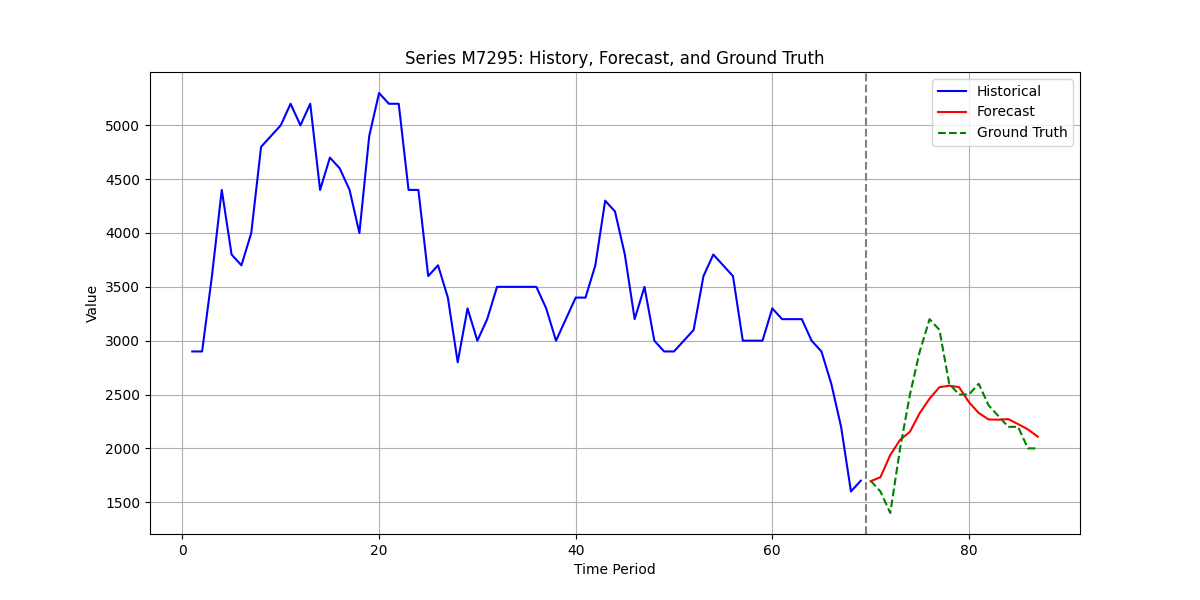 Series M7295: History, Forecast, and Ground Truth
Historical
Forecast
Ground Truth
Value
5000
4500
4000
3500
3000
2500
2000
1500
0 20 40 60 80
Time Period